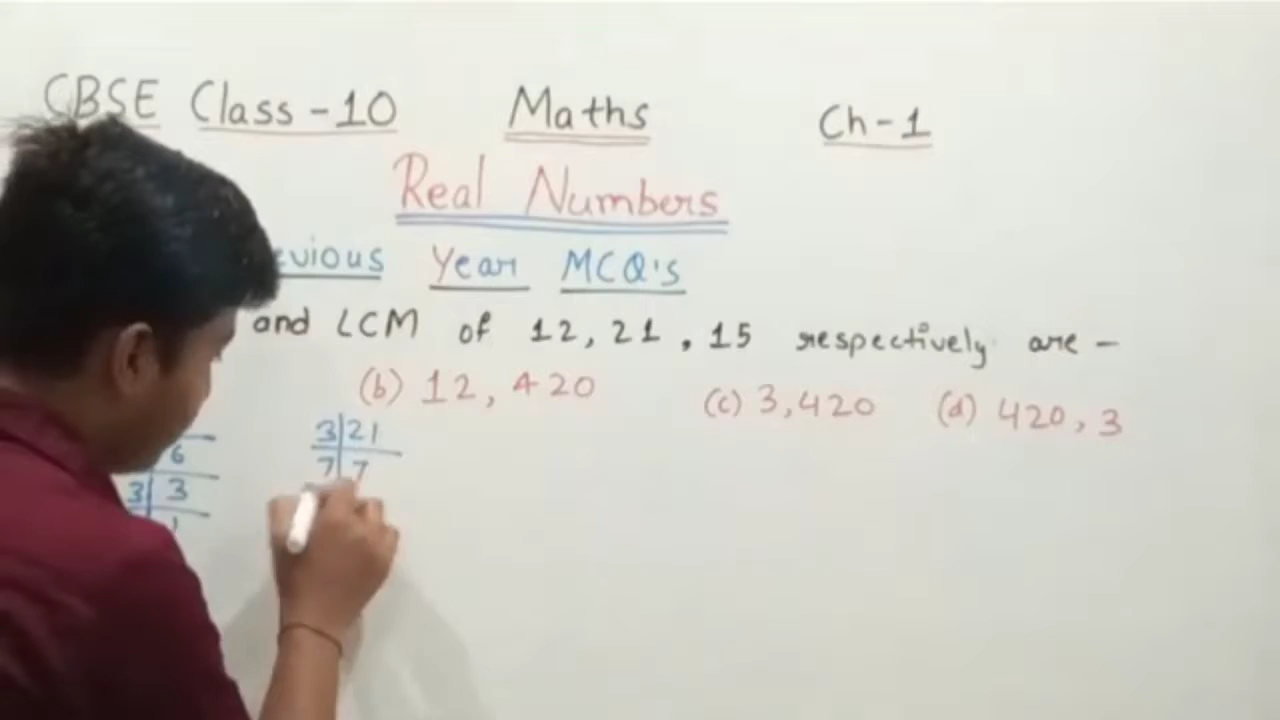 CBSE Class-10 Maths Ch-1
Real Numbers
evious Year MCQ's
and LCM of 12, 21, 15 respectively are -
(b) 12, 420 (c) 3,420 (d) 420, 3
3 21
6 7 7
3 3
1